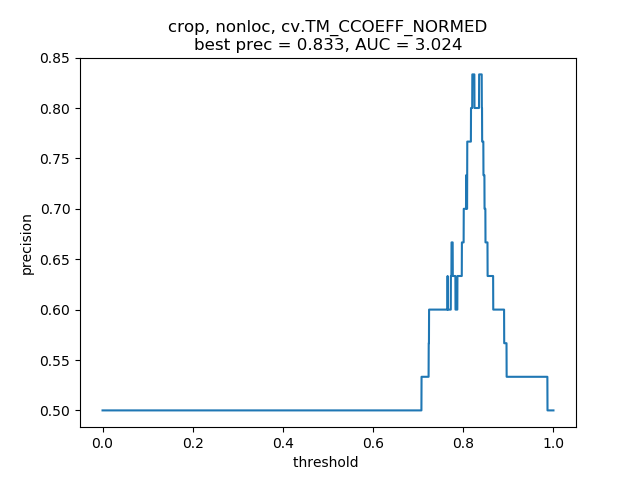 crop, nonloc, cv.TM_CCOEFF_NORMED
best prec = 0.833, AUC = 3.024
0.85
0.80
0.75
0.70
0.65
0.60
0.55
0.50
precision
0.0 0.2 0.4 0.6 0.8 1.0
threshold